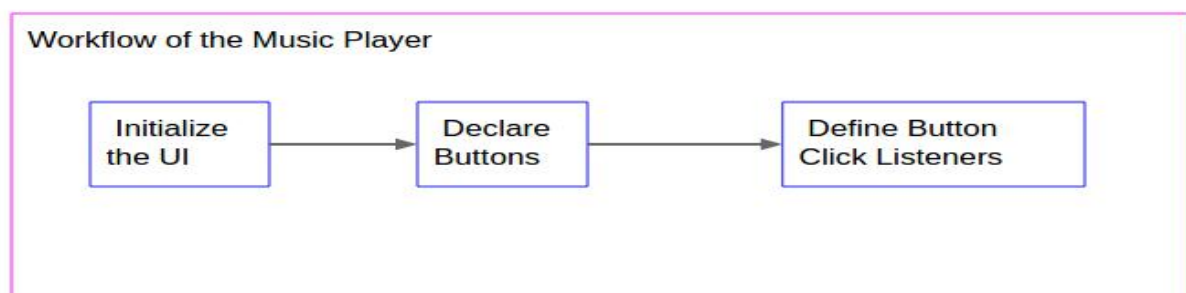 Workflow of the Music Player
Initialize
the UI
Declare
Buttons
Define Button
Click Listeners